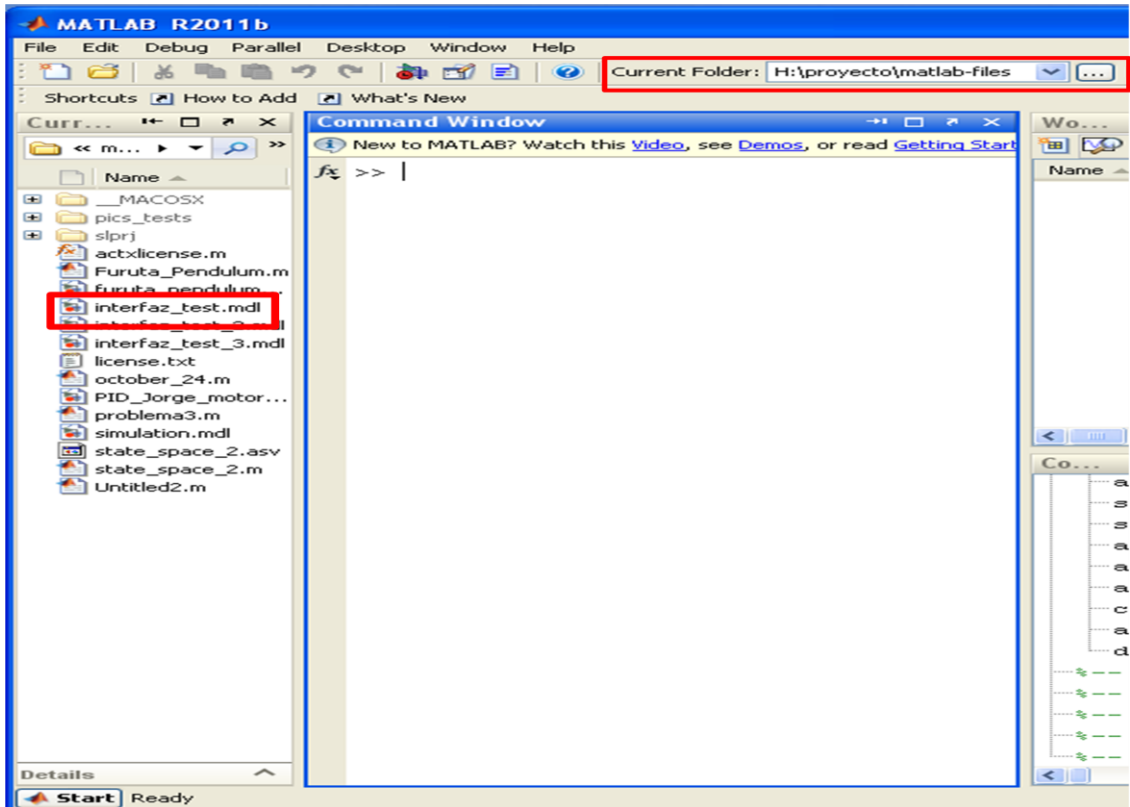 MATLAB R2011b
File Edit Debug Parallel Desktop Window Help
Current Folder: H:\proyecto\matlab-files
Shortcuts How to Add What's New
Curr...
« m...
Name
__MACOSX
pics_tests
slprj
actxlicense.m
Furuta_Pendulum.m
furuta_pendulum...
interfaz_test.mdl
interfaz_test_2.mdl
interfaz_test_3.mdl
license.txt
october_24.m
PID_Jorge_motor...
problema3.m
simulation.mdl
state_space_2.asv
state_space_2.m
Untitled2.m
Details
Command Window
New to MATLAB? Watch this Video, see Demos, or read Getting Start
fx >>
Wo...
Name
Co...
a
s
s
a
a
a
c
a
d
%--
%--
%--
%--
%--
Start Ready